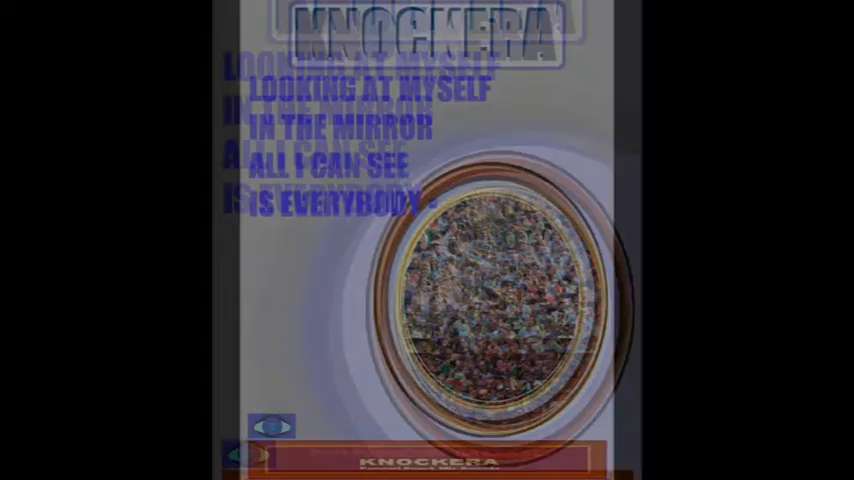 KNOCKERA
LOOKING AT MYSELF
IN THE MIRROR
ALL I CAN SEE
IS EVERYBODY -
KNOCKERA